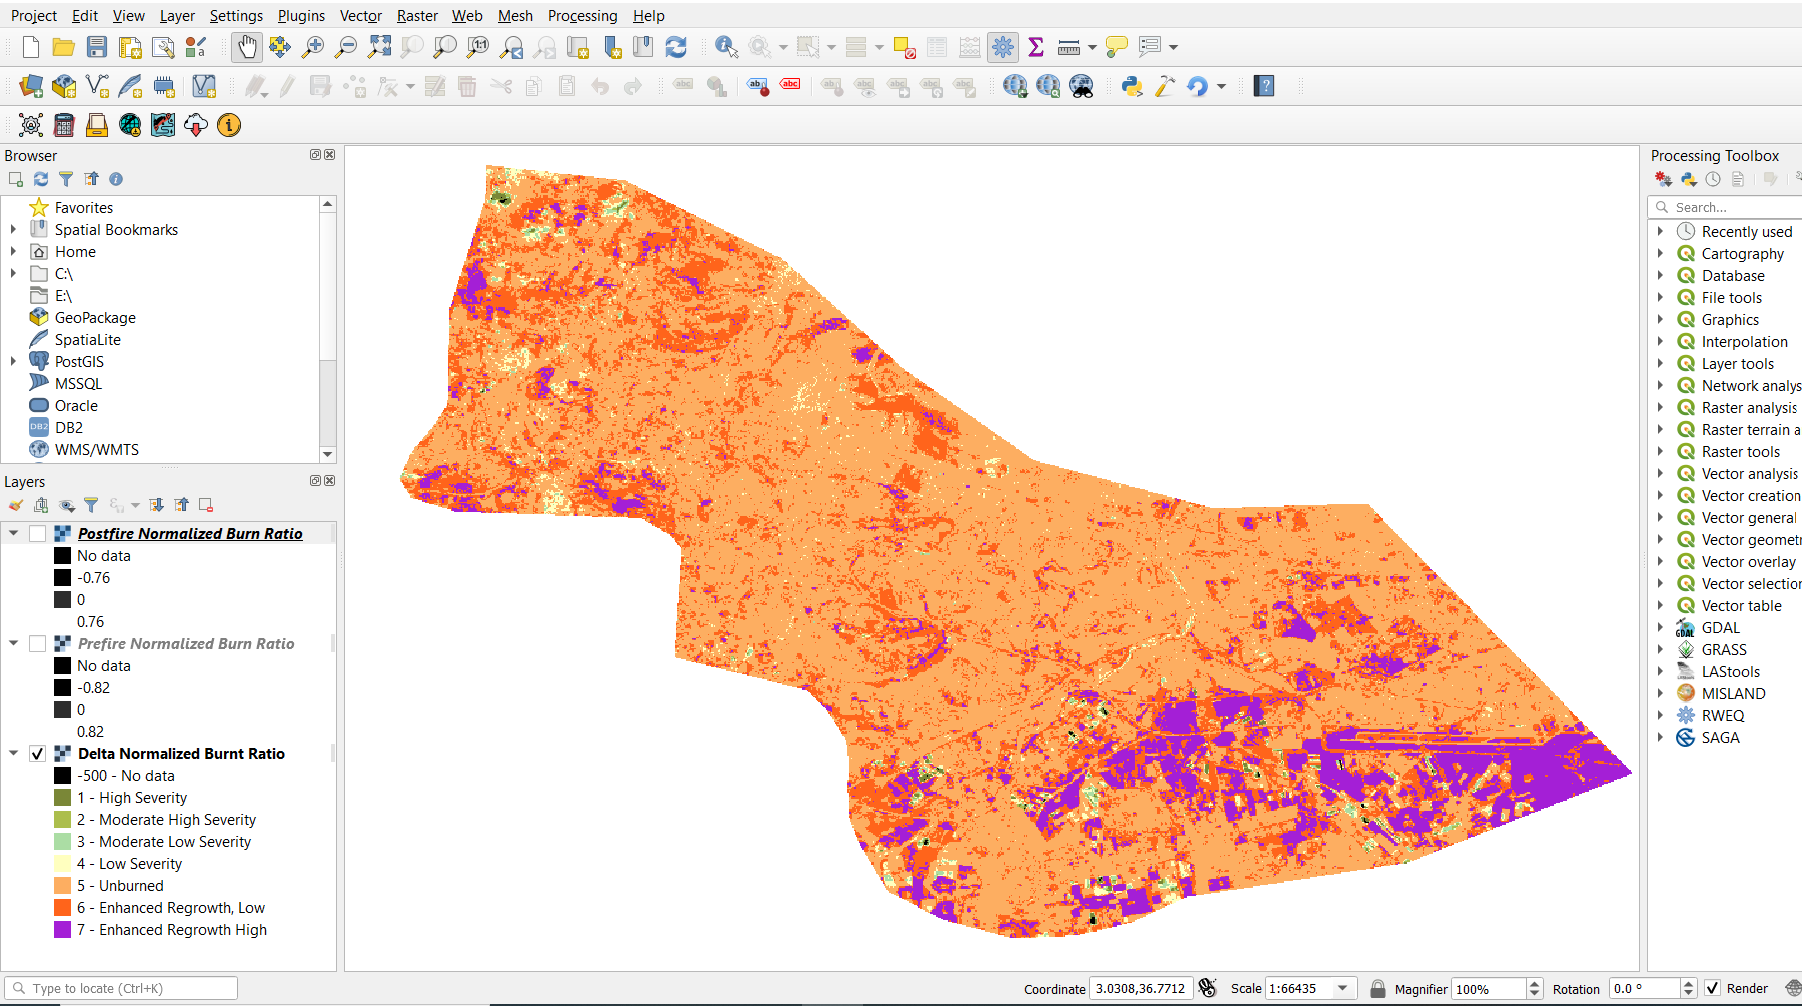 Project Edit View Layer Settings Plugins Vector Raster Web Mesh Processing Help
Browser
Favorites
Spatial Bookmarks
Home
C:\
E:\
GeoPackage
SpatiaLite
PostGIS
MSSQL
Oracle
DB2
WMS/WMTS
Layers
Postfire Normalized Burn Ratio
No data
-0.76
0
0.76
Prefire Normalized Burn Ratio
No data
-0.82
0
0.82
Delta Normalized Burnt Ratio
-500 - No data
1 - High Severity
2 - Moderate High Severity
3 - Moderate Low Severity
4 - Low Severity
5 - Unburned
6 - Enhanced Regrowth, Low
7 - Enhanced Regrowth High
Processing Toolbox
Search...
Recently used
Cartography
Database
File tools
Graphics
Interpolation
Layer tools
Network analys
Raster analysis
Raster terrain a
Raster tools
Vector analysis
Vector creation
Vector general
Vector geometr
Vector overlay
Vector selection
Vector table
GDAL
GRASS
LAStools
MISLAND
RWEQ
SAGA
Type to locate (Ctrl+K)
Coordinate 3.0308,36.7712 Scale 1:66435 Magnifier 100% Rotation 0.0 ° Render